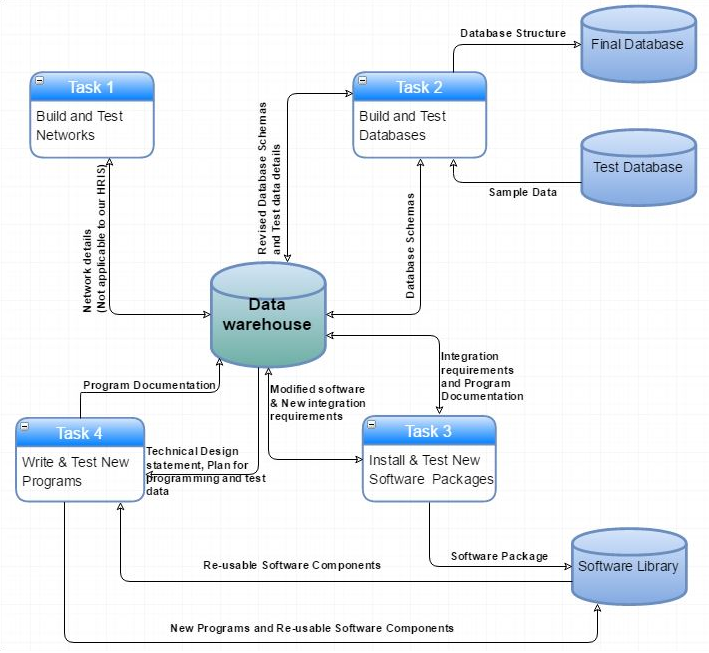 Database Structure
Final Database
Task 1
Build and Test
Networks
Task 2
Build and Test
Databases
Test Database
Sample Data
Network details
(Not applicable to our HRIS)
Revised Database Schemas
and Test data details
Database Schemas
Data
warehouse
Program Documentation
Modified software
& New integration
requirements
Integration
requirements
and Program
Documentation
Task 4
Write & Test New
Programs
Technical Design
statement, Plan for
programming and test
data
Task 3
Install & Test New
Software Packages
Software Package
Software Library
Re-usable Software Components
New Programs and Re-usable Software Components